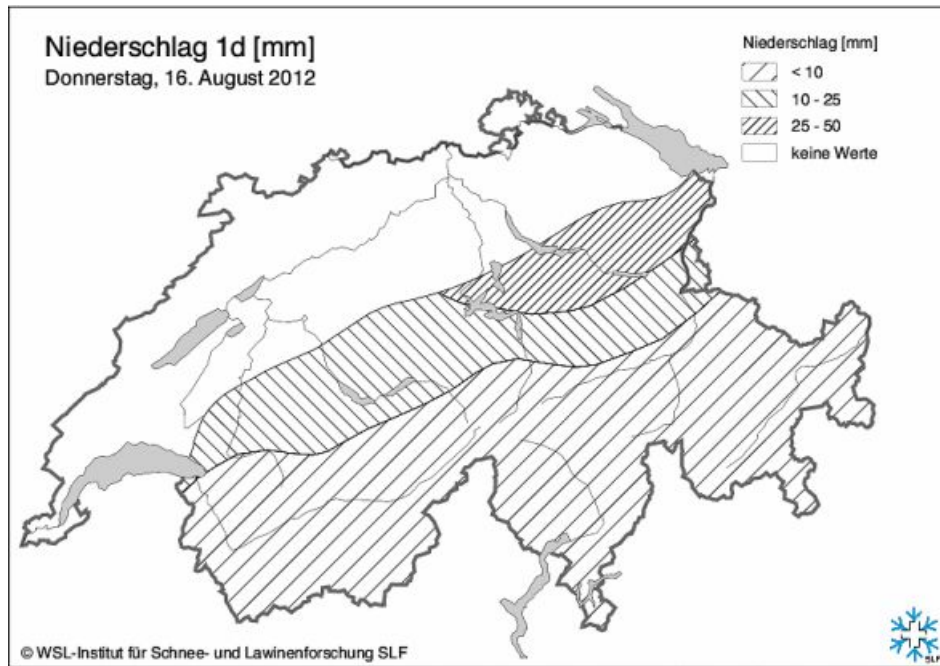 Niederschlag 1d [mm]
Donnerstag, 16. August 2012
Niederschlag [mm]
< 10
10 - 25
25 - 50
keine Werte
© WSL-Institut für Schnee- und Lawinenforschung SLF
SLF